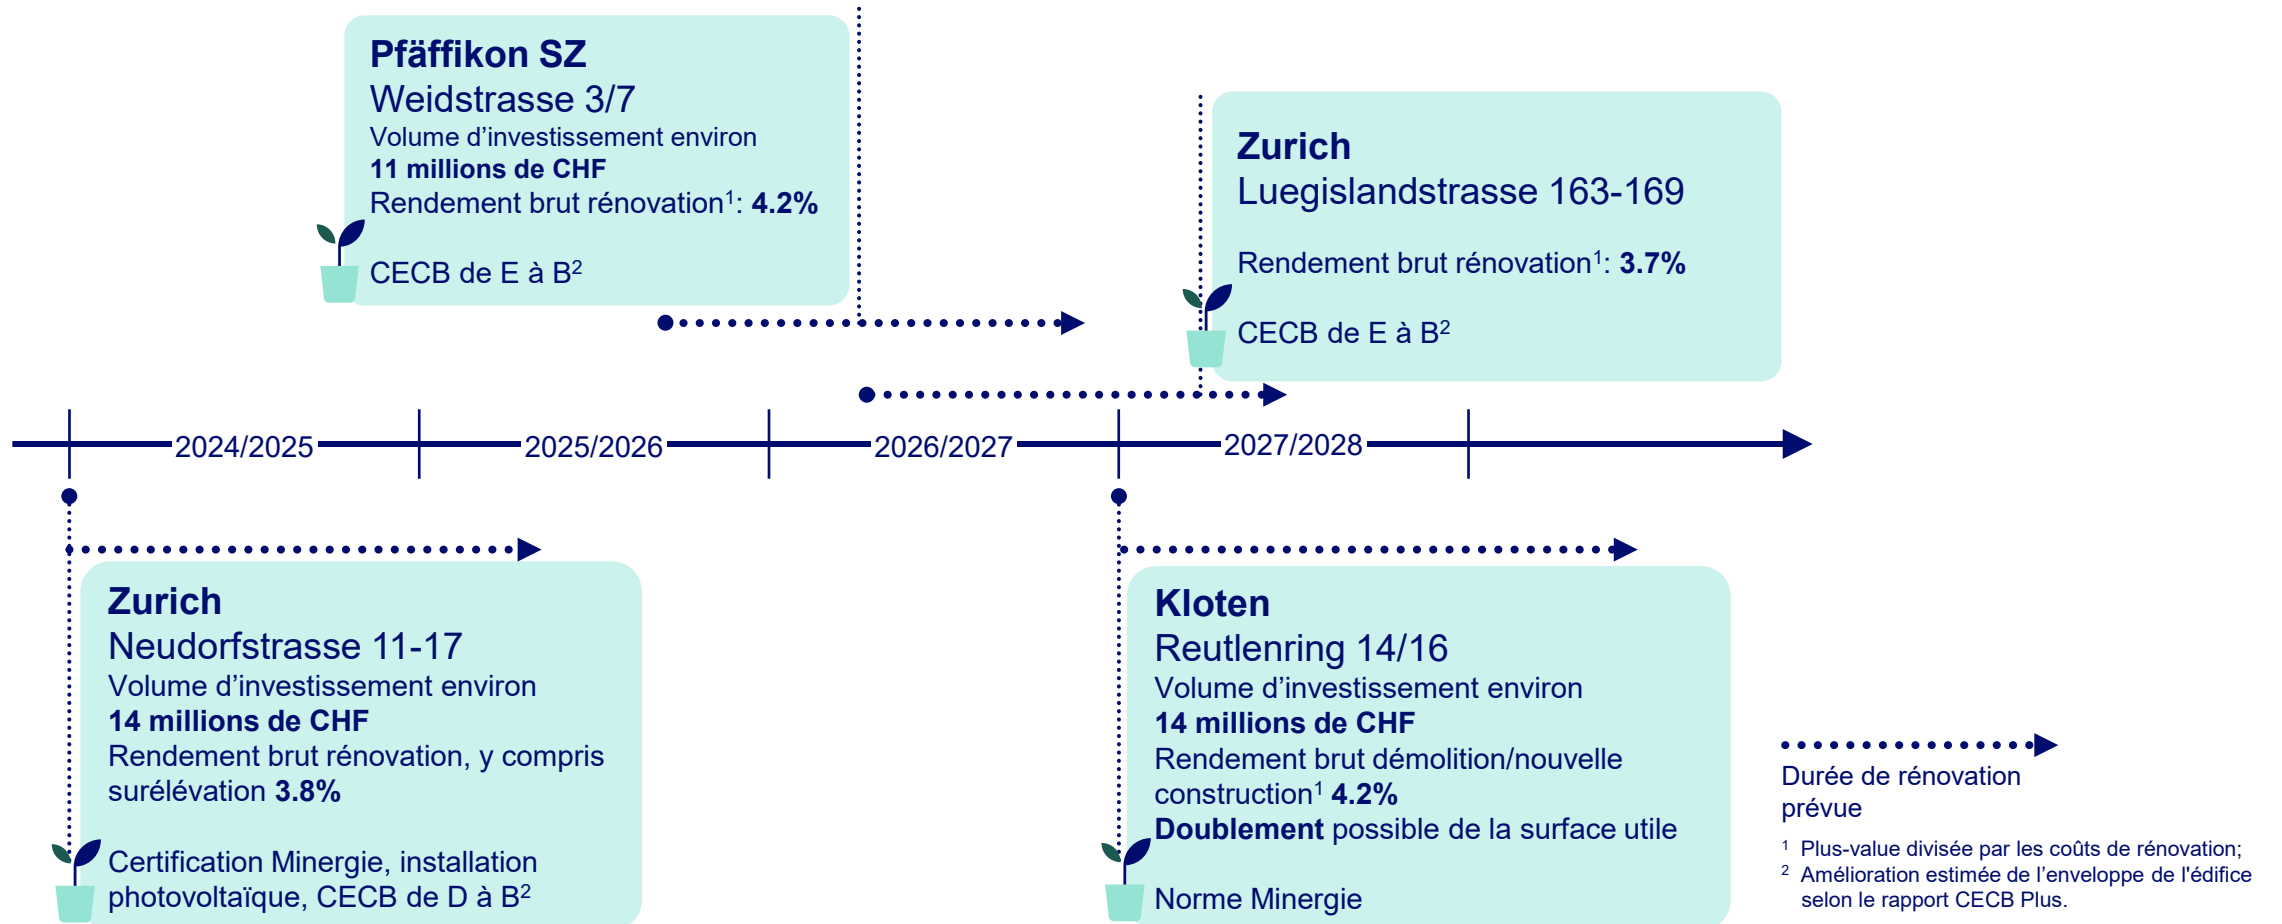 Pfäffikon SZ
Weidstrasse 3/7
Volume d’investissement environ
11 millions de CHF
Rendement brut rénovation¹: 4.2%
CECB de E à B²
Zurich
Luegislandstrasse 163-169
Rendement brut rénovation¹: 3.7%
CECB de E à B²
2024/2025
2025/2026
2026/2027
2027/2028
Zurich
Neudorfstrasse 11-17
Volume d’investissement environ
14 millions de CHF
Rendement brut rénovation, y compris
surélévation 3.8%
Certification Minergie, installation
photovoltaïque, CECB de D à B²
Kloten
Reutlenring 14/16
Volume d’investissement environ
14 millions de CHF
Rendement brut démolition/nouvelle
construction¹ 4.2%
Doublement possible de la surface utile
Norme Minergie
Durée de rénovation
prévue
¹ Plus-value divisée par les coûts de rénovation;
² Amélioration estimée de l’enveloppe de l'édifice
selon le rapport CECB Plus.